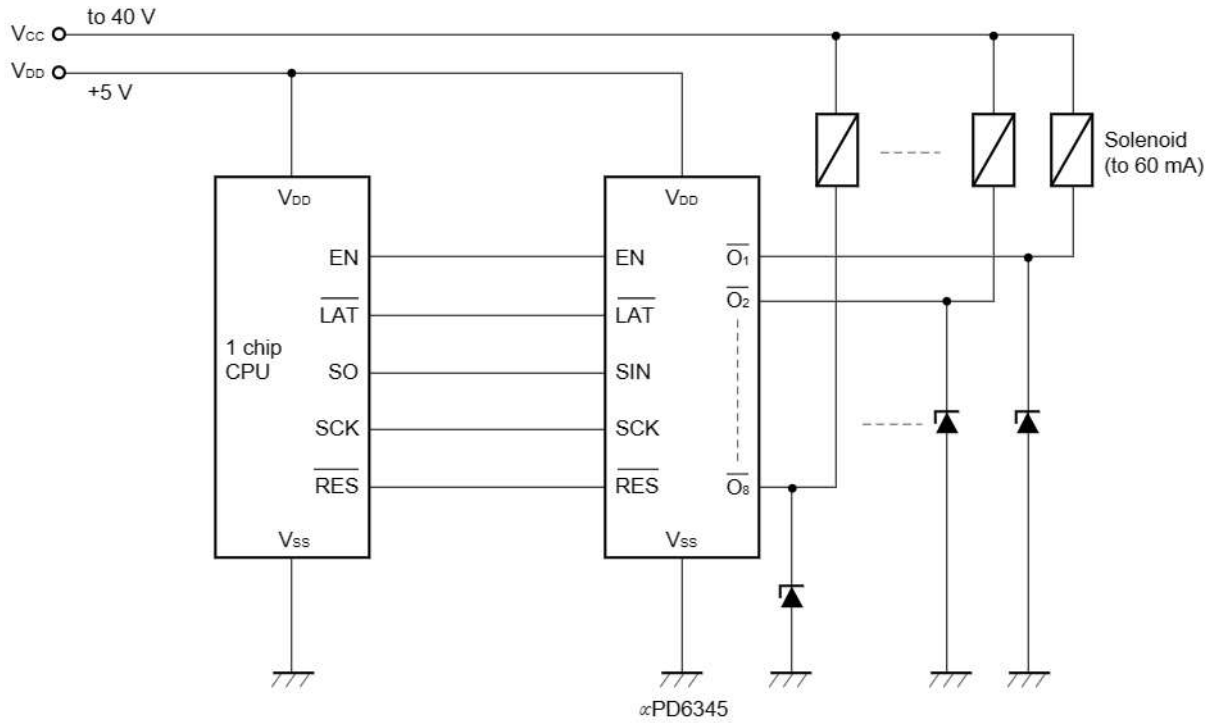 to 40 V
VCC
VDD
+5 V
Solenoid
(to 60 mA)
VDD
VDD
EN
EN
O1
LAT
LAT
O2
1 chip
CPU
SO
SIN
SCK
SCK
RES
RES
O8
VSS
VSS
∝PD6345